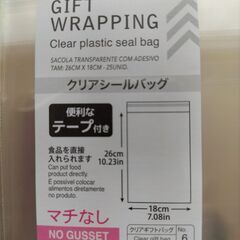 GIFT
WRAPPING
Clear plastic seal bag
SACOLA TRANSPARENTE COM ADESIVO
TAM: 26CM X 18CM - 25UNID.
クリアシールバッグ
便利な
テープ付き
食品を直接
入れられます
Can put food
product directly.
É possível colocar
alimentos diretamente
no produto.
26cm
10.23in
18cm
7.08in
マチなし
NO GUSSET
クリアギフトバッグ
Clear gift bag
No.
6